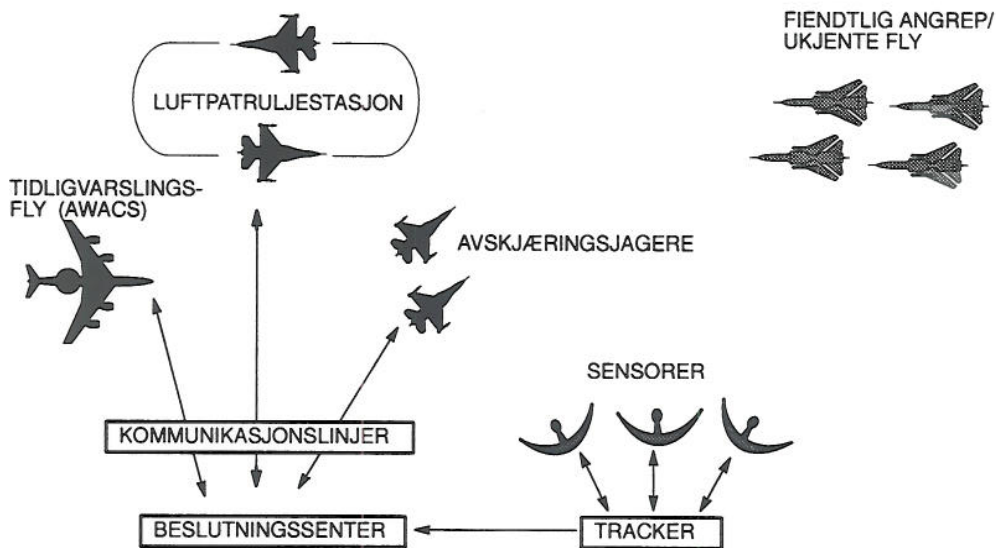 FIENDTLIG ANGREP/
UKJENTE FLY
LUFTPATRULJESTASJON
TIDLIGVARSLINGS-
FLY (AWACS)
AVSKJÆRINGSJAGERE
SENSORER
KOMMUNIKASJONSLINJER
BESLUTNINGSSENTER
TRACKER